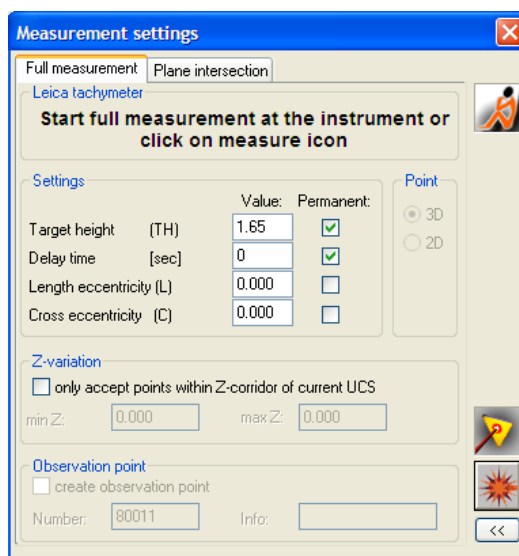 Measurement settings
Full measurement Plane intersection
Leica tachymeter
Start full measurement at the instrument or
click on measure icon
Settings
Point
Value: Permanent:
Target height (TH) 1.65
3D
Delay time [sec] 0
2D
Length eccentricity (L) 0.000
Cross eccentricity (C) 0.000
Z-variation
only accept points within Z-corridor of current UCS
min Z: 0.000 max Z: 0.000
Observation point
create observation point
Number: 80011 Info:
<<